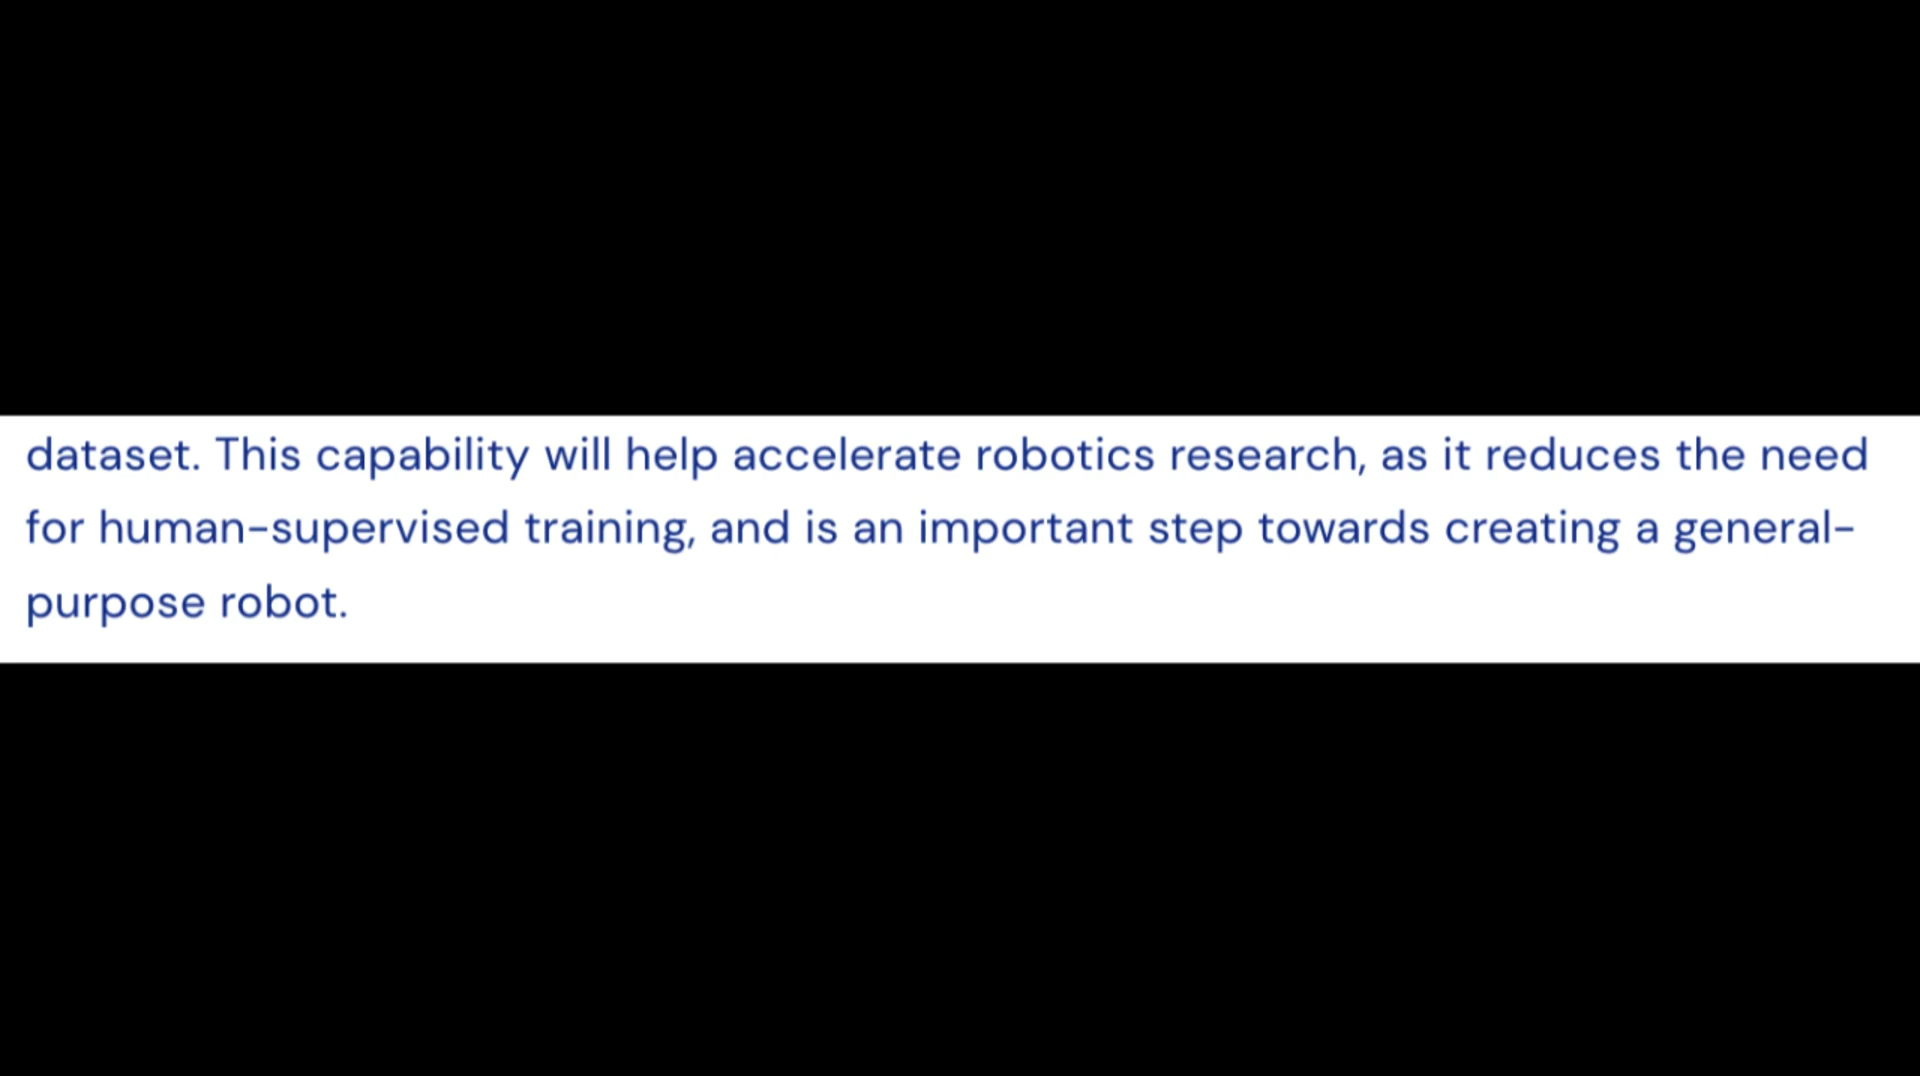 dataset. This capability will help accelerate robotics research, as it reduces the need
for human-supervised training, and is an important step towards creating a general-
purpose robot.